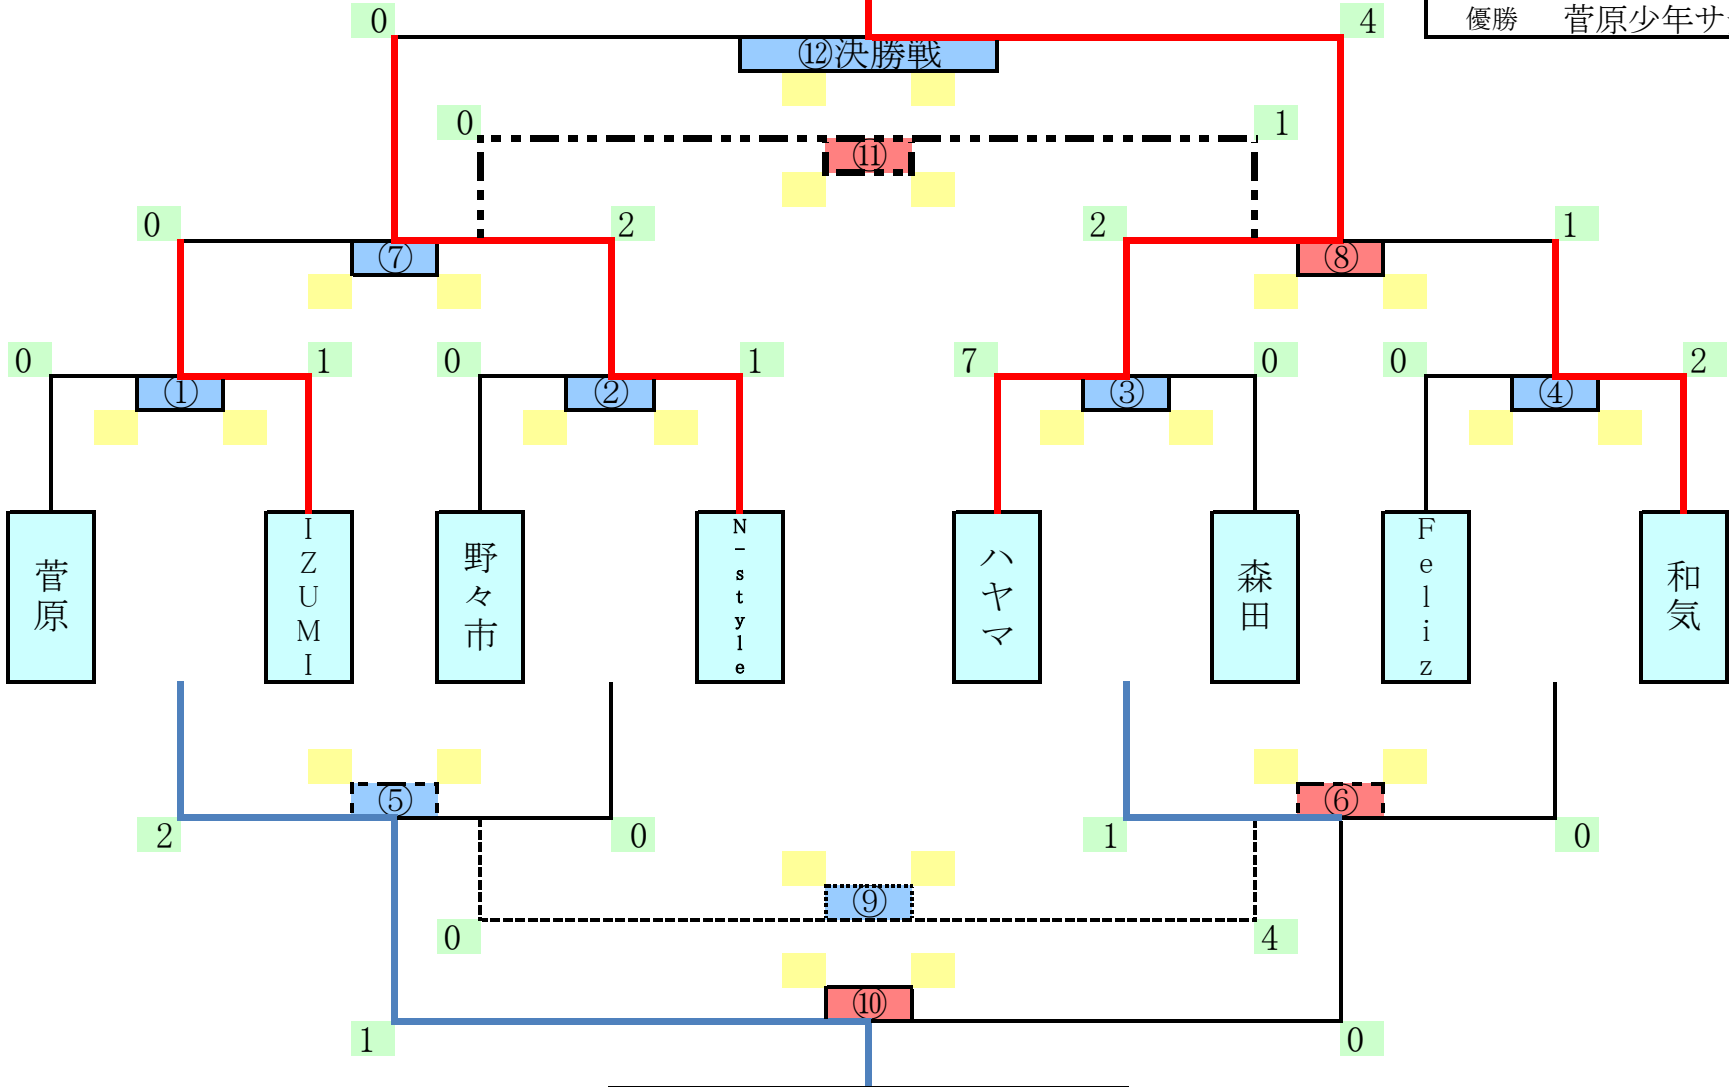 0 4 優勝 菅原少年サ
⑫決勝戦
0 1
⑪
0 2 2 1
⑦ ⑧
0 1 0 1 7 0 0 2
① ② ③ ④
菅原
IZUMI
野々市
N-style
ハヤマ
森田
Feliz
和気
⑤ ⑥
2 0 1 0
⑨
0 4
⑩
1 0